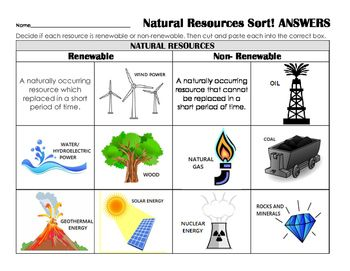 Name
Natural Resources Sort! ANSWERS
Decide if each resource is renewable or non-renewable. Then cut and paste each into the correct box.
NATURAL RESOURCES
Renewable
Non- Renewable
A naturally occurring
resource which
replaced in a short
period of time.
WIND POWER
A naturally occurring
resource that cannot
be replaced in a
short period of time.
OIL
WATER/
HYDROELECTRIC
POWER
WOOD
NATURAL
GAS
COAL
GEOTHERMAL
ENERGY
SOLAR ENERGY
NUCLEAR
ENERGY
ROCKS AND
MINERALS